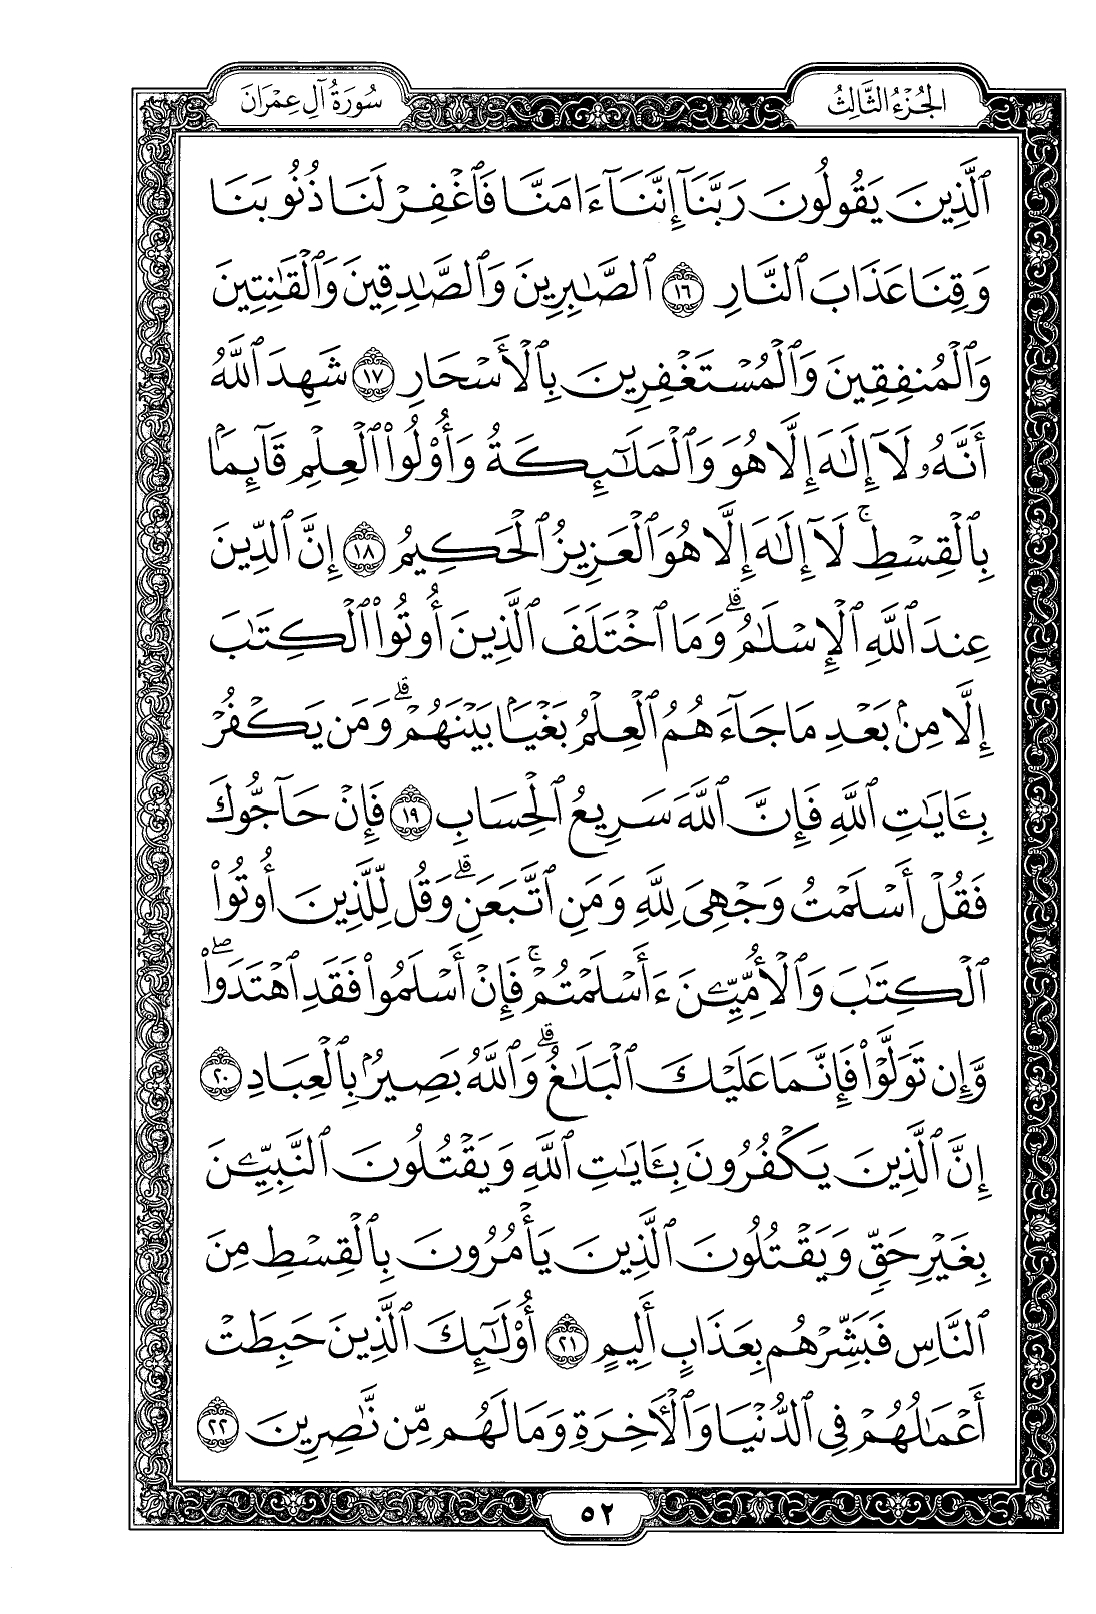 الجزء الثالث
سورة آل عمران
ٱلَّذِينَ يَقُولُونَ رَبَّنَآ إِنَّنَآ ءَامَنَّا فَٱغْفِرْ لَنَا ذُنُوبَنَا
وَقِنَا عَذَابَ ٱلنَّارِ ١٦ ٱلصَّٰبِرِينَ وَٱلصَّٰدِقِينَ وَٱلْقَٰنِتِينَ
وَٱلْمُنفِقِينَ وَٱلْمُسْتَغْفِرِينَ بِٱلْأَسْحَارِ ١٧ شَهِدَ ٱللَّهُ
أَنَّهُۥ لَآ إِلَٰهَ إِلَّا هُوَ وَٱلْمَلَٰٓئِكَةُ وَأُو۟لُوا۟ ٱلْعِلْمِ قَآئِمًۢا
بِٱلْقِسْطِ ۚ لَآ إِلَٰهَ إِلَّا هُوَ ٱلْعَزِيزُ ٱلْحَكِيمُ ١٨ إِنَّ ٱلدِّينَ
عِندَ ٱللَّهِ ٱلْإِسْلَٰمُ ۗ وَمَا ٱخْتَلَفَ ٱلَّذِينَ أُوتُوا۟ ٱلْكِتَٰبَ
إِلَّا مِنۢ بَعْدِ مَا جَآءَهُمُ ٱلْعِلْمُ بَغْيًۢا بَيْنَهُمْ ۗ وَمَن يَكْفُرْ
بِـَٔايَٰتِ ٱللَّهِ فَإِنَّ ٱللَّهَ سَرِيعُ ٱلْحِسَابِ ١٩ فَإِنْ حَآجُّوكَ
فَقُلْ أَسْلَمْتُ وَجْهِىَ لِلَّهِ وَمَنِ ٱتَّبَعَنِ ۗ وَقُل لِّلَّذِينَ أُوتُوا۟
ٱلْكِتَٰبَ وَٱلْأُمِّيِّـۧنَ ءَأَسْلَمْتُمْ ۚ فَإِنْ أَسْلَمُوا۟ فَقَدِ ٱهْتَدَوا۟ ۖ
وَّإِن تَوَلَّوْا۟ فَإِنَّمَا عَلَيْكَ ٱلْبَلَٰغُ ۗ وَٱللَّهُ بَصِيرٌۢ بِٱلْعِبَادِ ٢٠
إِنَّ ٱلَّذِينَ يَكْفُرُونَ بِـَٔايَٰتِ ٱللَّهِ وَيَقْتُلُونَ ٱلنَّبِيِّـۧنَ
بِغَيْرِ حَقٍّ وَيَقْتُلُونَ ٱلَّذِينَ يَأْمُرُونَ بِٱلْقِسْطِ مِنَ
ٱلنَّاسِ فَبَشِّرْهُم بِعَذَابٍ أَلِيمٍ ٢١ أُو۟لَٰٓئِكَ ٱلَّذِينَ حَبِطَتْ
أَعْمَٰلُهُمْ فِى ٱلدُّنْيَا وَٱلْـَٔاخِرَةِ وَمَا لَهُم مِّن نَّٰصِرِينَ ٢٢
٥٢